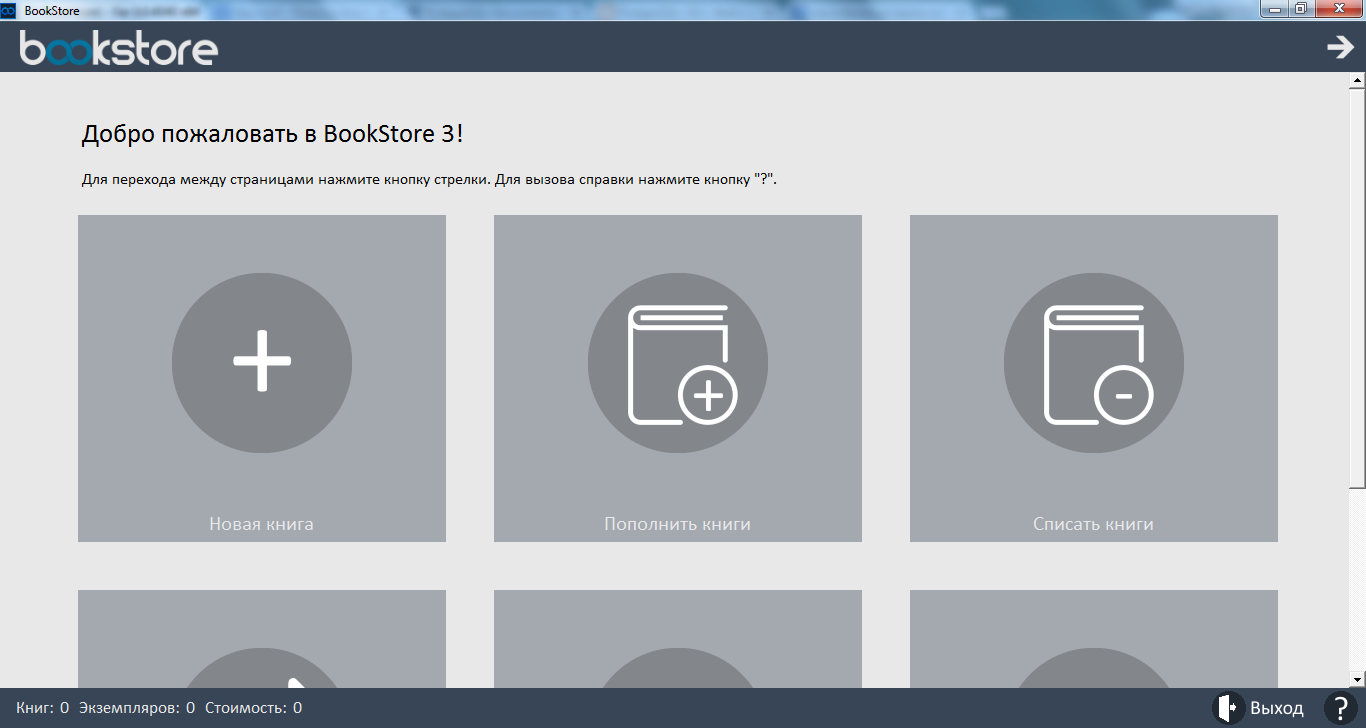 BookStore
bookstore
Добро пожаловать в BookStore 3!
Для перехода между страницами нажмите кнопку стрелки. Для вызова справки нажмите кнопку "?".
Новая книга
Пополнить книги
Списать книги
Книг: 0 Экземпляров: 0 Стоимость: 0
Выход
?